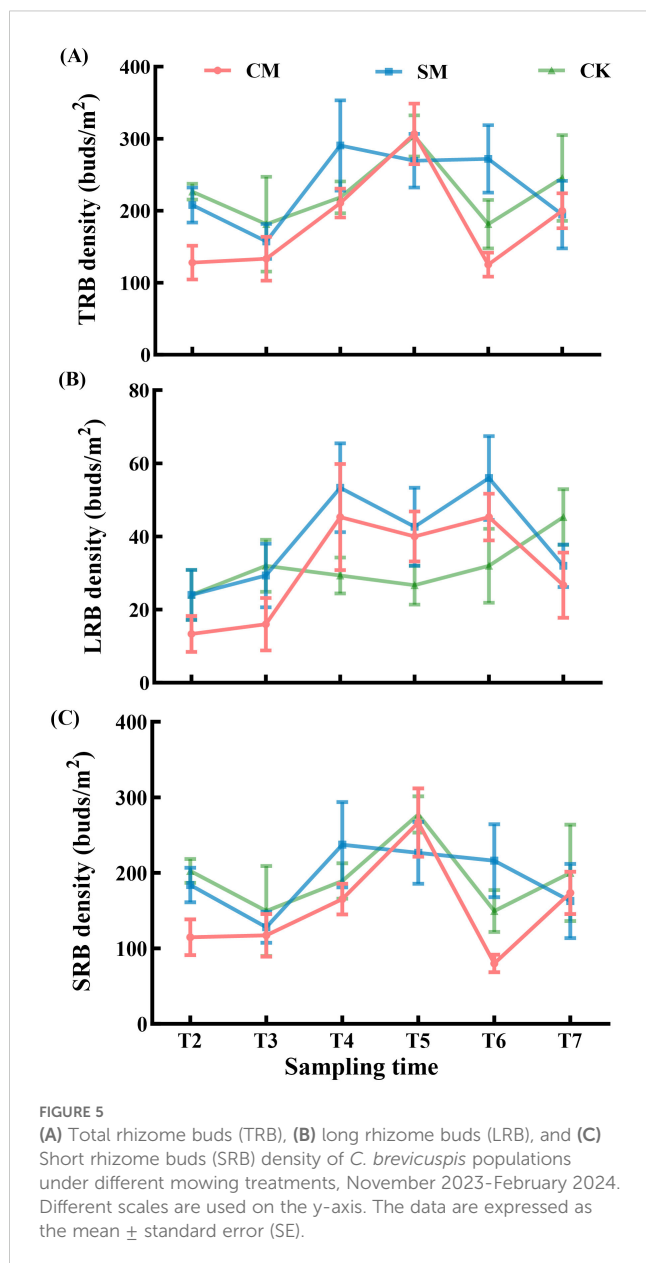 (A)
CM SM CK
400
300
200
100
0
TRB density (buds/m²)
(B)
80
60
40
20
0
LRB density (buds/m²)
(C)
400
300
200
100
0
SRB density (buds/m²)
T2 T3 T4 T5 T6 T7
Sampling time
FIGURE 5
(A) Total rhizome buds (TRB), (B) long rhizome buds (LRB), and (C)
Short rhizome buds (SRB) density of C. brevicuspis populations
under different mowing treatments, November 2023-February 2024.
Different scales are used on the y-axis. The data are expressed as
the mean ± standard error (SE).